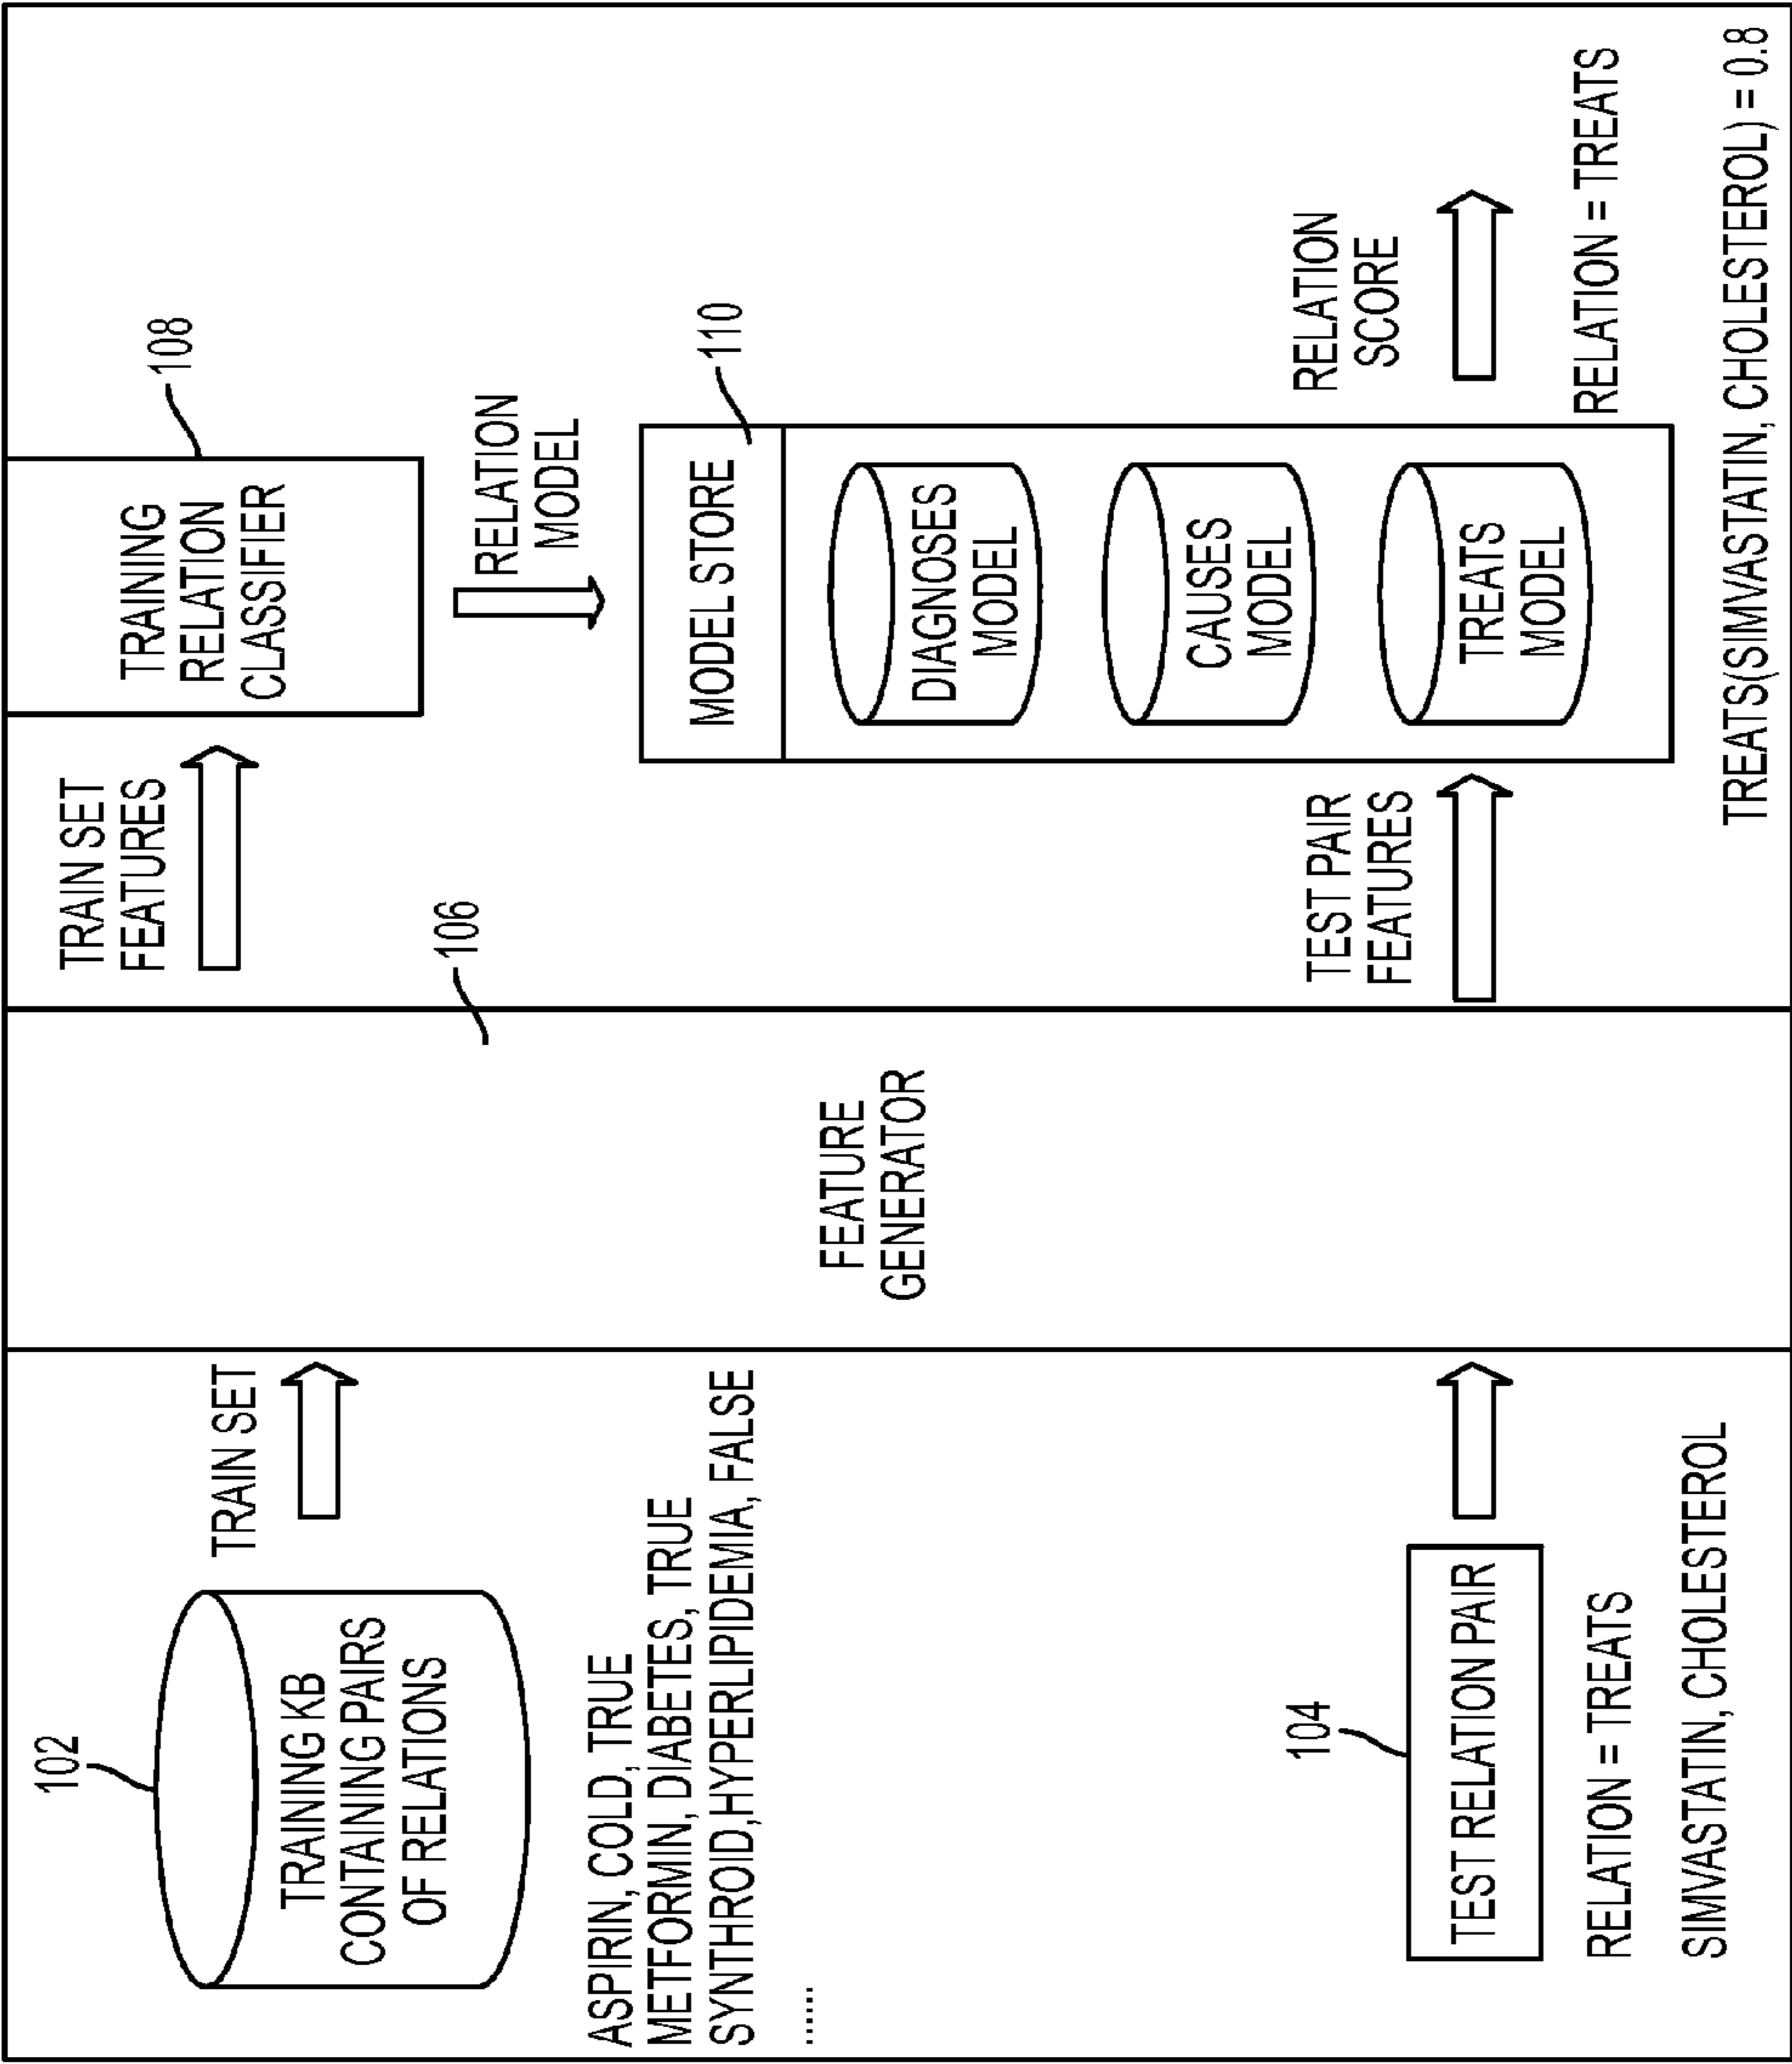 102
TRAINING KB
CONTAINING PAIRS
OF RELATIONS
TRAIN SET
ASPIRIN, COLD, TRUE
METFORMIN, DIABETES, TRUE
SYNTHROID,HYPERLIPIDEMIA, FALSE
......
104
TEST RELATION PAIR
RELATION = TREATS
SIMVASTATIN, CHOLESTEROL
FEATURE
GENERATOR
106
TRAIN SET
FEATURES
TRAINING
RELATION
CLASSIFIER
108
RELATION
MODEL
MODEL STORE
110
DIAGNOSES
MODEL
CAUSES
MODEL
TREATS
MODEL
TEST PAIR
FEATURES
RELATION
SCORE
RELATION = TREATS
TREATS(SIMVASTATIN, CHOLESTEROL) = 0.8